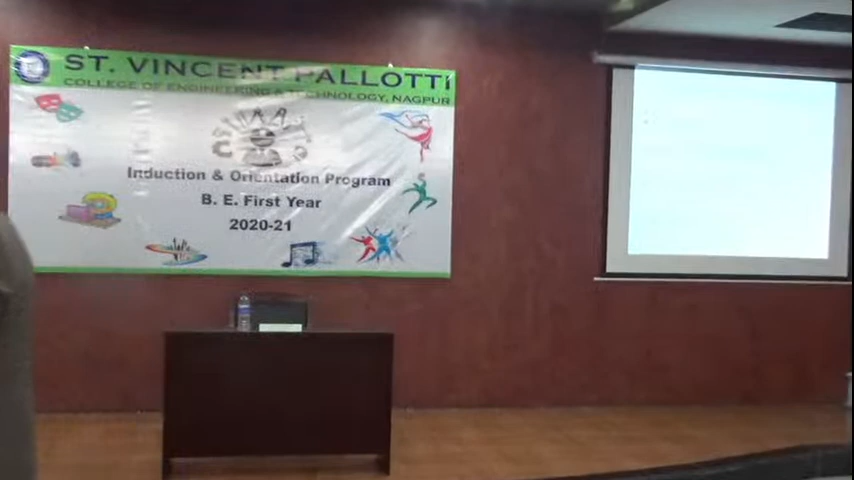 ST. VINCENT PALLOTTI
COLLEGE OF ENGINEERING & TECHNOLOGY, NAGPUR
Induction & Orientation Program
B. E. First Year
2020-21